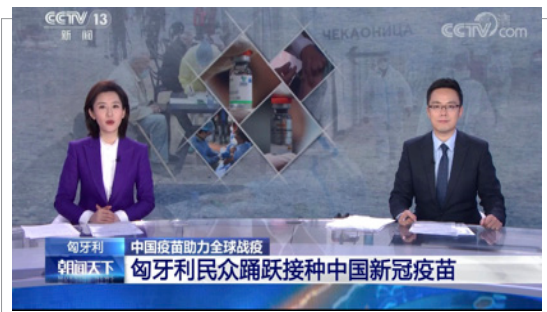 CCTV 13
新闻
CCTV.com
ЧЕКАОНИЦА
匈牙利
中国疫苗助力全球战疫
朝闻天下
匈牙利民众踊跃接种中国新冠疫苗